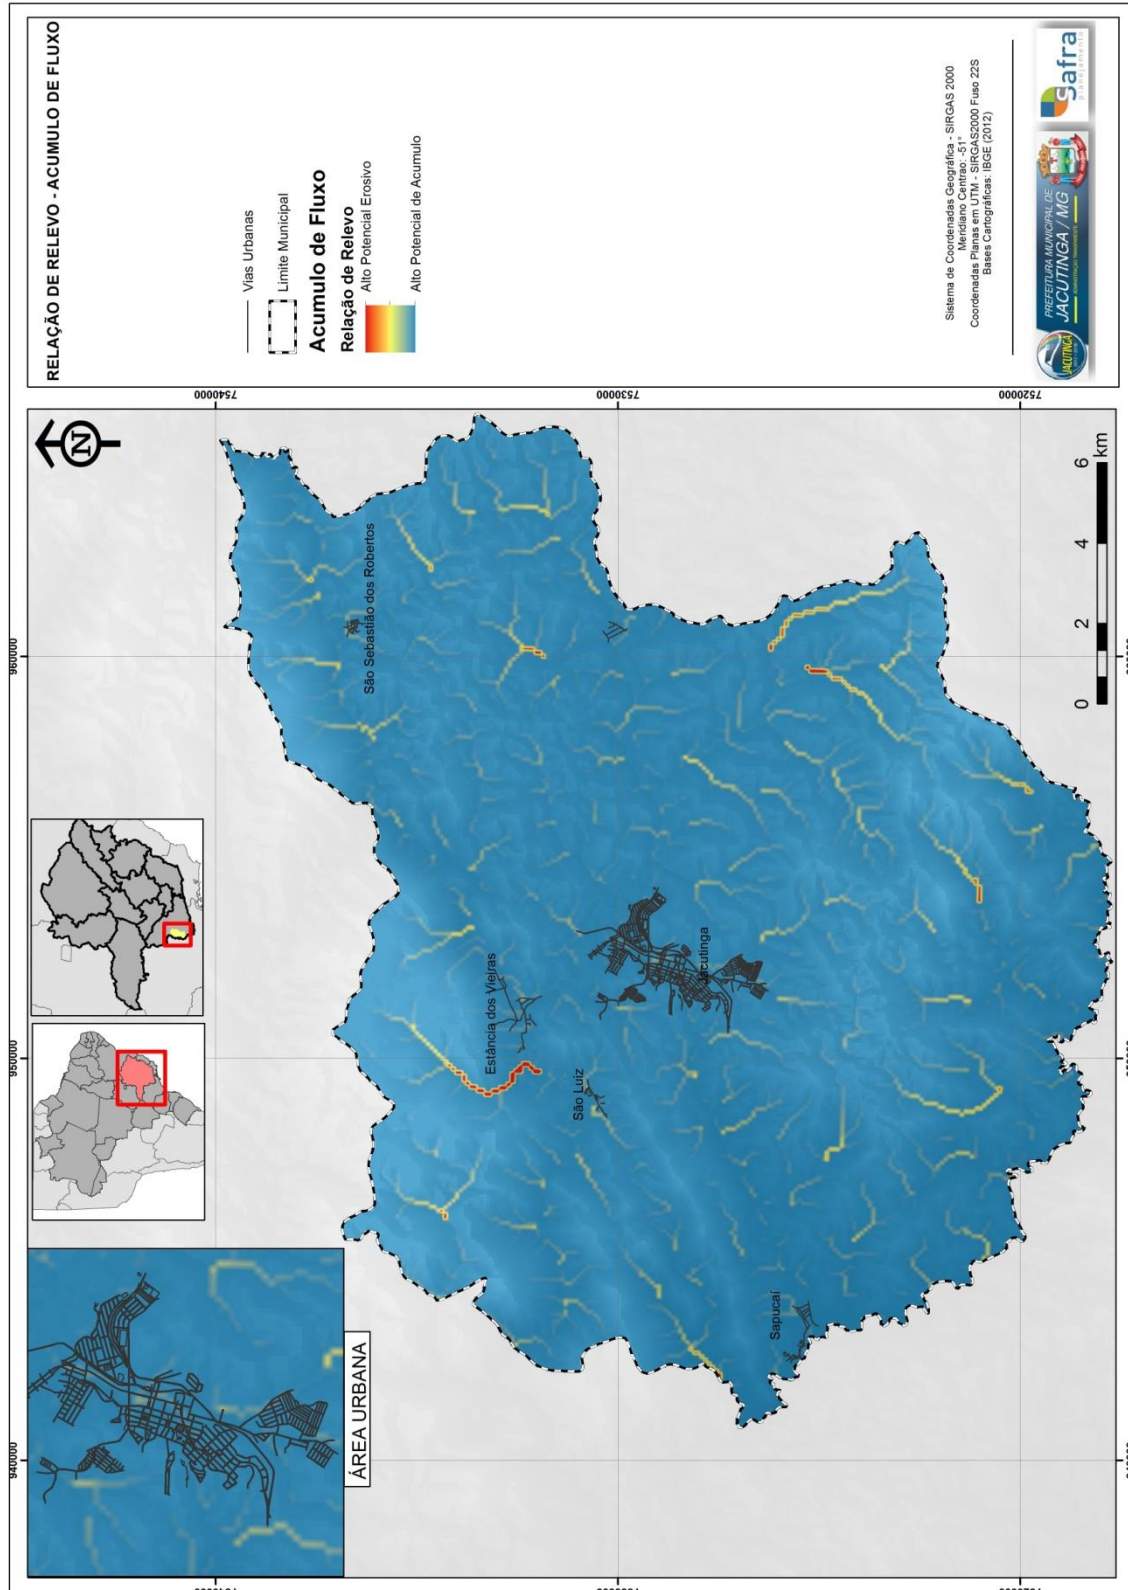 RELAÇÃO DE RELEVO - ACUMULO DE FLUXO
Vias Urbanas
Limite Municipal
Acumulo de Fluxo
Relação de Relevo
Alto Potencial Erosivo
Alto Potencial de Acumulo
Sistema de Coordenadas Geográfica - SIRGAS 2000
Meridiano Centrao: -51°
Coordenadas Planas em UTM - SIRGAS2000 Fuso 22S
Bases Cartográficas: IBGE (2012)
JACUTINGA
PREFEITURA MUNICIPAL DE
JACUTINGA / MG
Safra
planejamento
ÁREA URBANA
N
940000
950000
960000
7540000
7530000
7520000
São Sebastião dos Robertos
Estância dos Vieiras
São Luiz
Jacutinga
Sapucaí
0 2 4 6
km